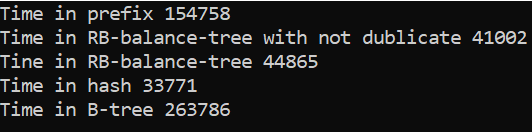 Time in prefix 154758
Time in RB-balance-tree with not dublicate 41002
Tine in RB-balance-tree 44865
Time in hash 33771
Time in B-tree 263786